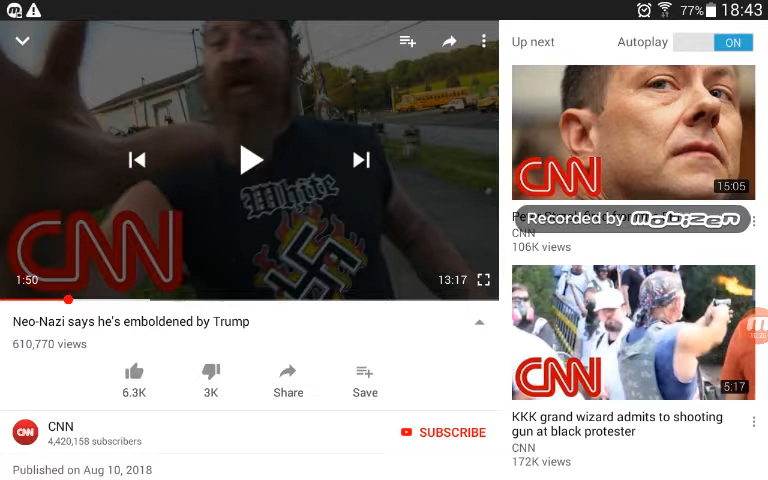 77% 18:43
Up next Autoplay ON
White
CNN
1:50 13:17
CNN
15:05
Recorded by mobizen
CNN
106K views
Neo-Nazi says he's emboldened by Trump
610,770 views
6.3K 3K Share Save
CNN
CNN
4,420,158 subscribers
SUBSCRIBE
Published on Aug 10, 2018
CNN
5:17
KKK grand wizard admits to shooting
gun at black protester
CNN
172K views